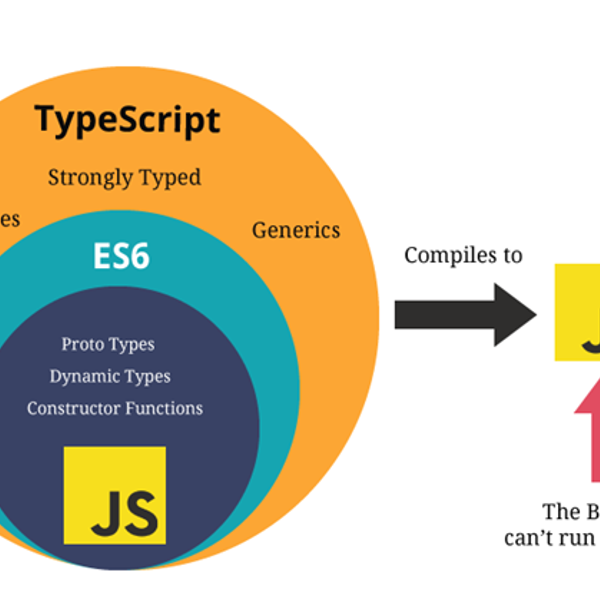 TypeScript
Strongly Typed
es
Generics
ES6
Compiles to
Proto Types
Dynamic Types
Constructor Functions
JS
J
The B
can’t run